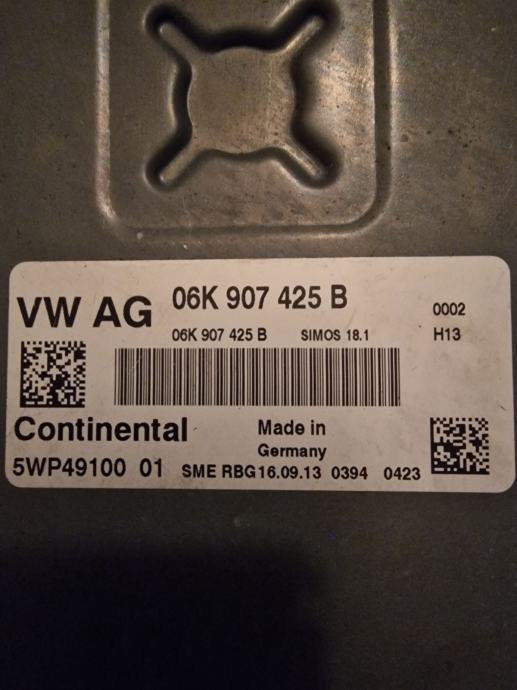 VW AG 06K 907 425 B 0002
06K 907 425 B SIMOS 18.1 H13
Continental Made in
Germany
5WP49100 01 SME RBG16.09.13 0394 0423